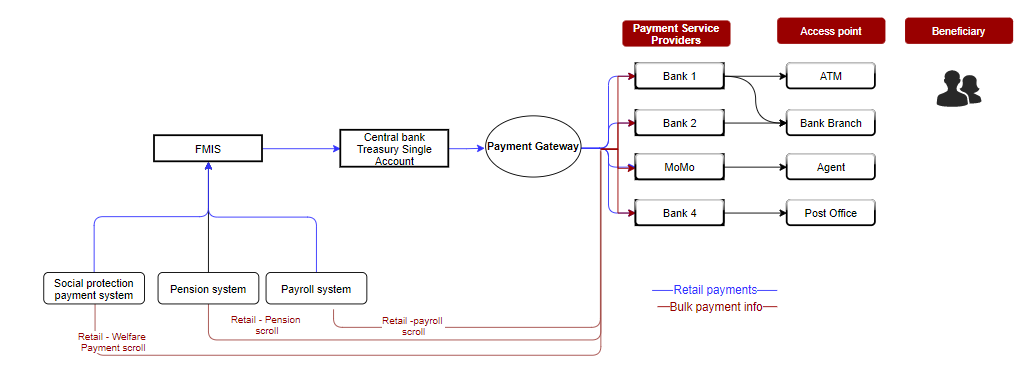 Payment Service
Providers
Access point
Beneficiary
Bank 1
ATM
Bank 2
Bank Branch
Central bank
Treasury Single
Account
FMIS
Payment Gateway
MoMo
Agent
Bank 4
Post Office
Social protection
payment system
Pension system
Payroll system
Retail payments
Bulk payment info
Retail - Pension
scroll
Retail -payroll
scroll
Retail - Welfare
Payment scroll